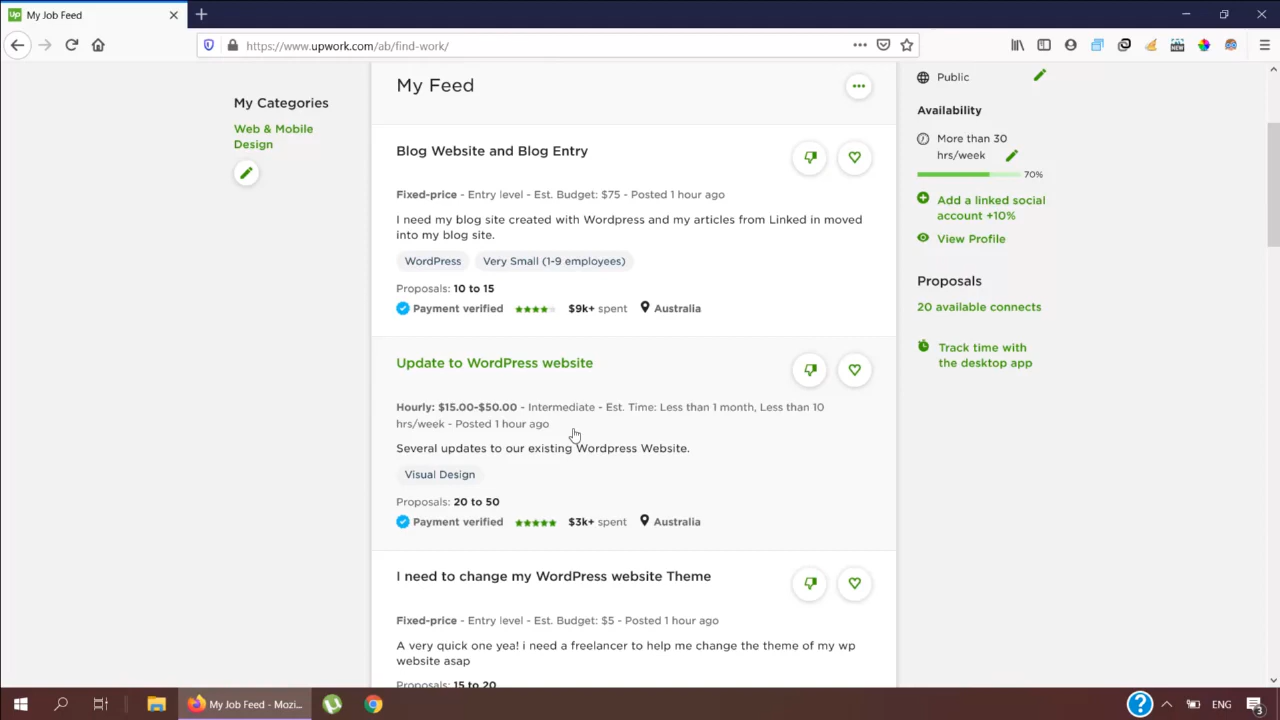 Up
My Job Feed
https://www.upwork.com/ab/find-work/
NEW
My Categories
Web & Mobile
Design
My Feed
Blog Website and Blog Entry
Fixed-price - Entry level - Est. Budget: $75 - Posted 1 hour ago
I need my blog site created with Wordpress and my articles from Linked in moved
into my blog site.
WordPress Very Small (1-9 employees)
Proposals: 10 to 15
Payment verified $9k+ spent Australia
Update to WordPress website
Hourly: $15.00-$50.00 - Intermediate - Est. Time: Less than 1 month, Less than 10
hrs/week - Posted 1 hour ago
Several updates to our existing Wordpress Website.
Visual Design
Proposals: 20 to 50
Payment verified $3k+ spent Australia
I need to change my WordPress website Theme
Fixed-price - Entry level - Est. Budget: $5 - Posted 1 hour ago
A very quick one yea! i need a freelancer to help me change the theme of my wp
website asap
Proposals: 15 to 20
Public
Availability
More than 30
hrs/week
70%
Add a linked social
account +10%
View Profile
Proposals
20 available connects
Track time with
the desktop app
My Job Feed - Mozi...
?
ENG
3